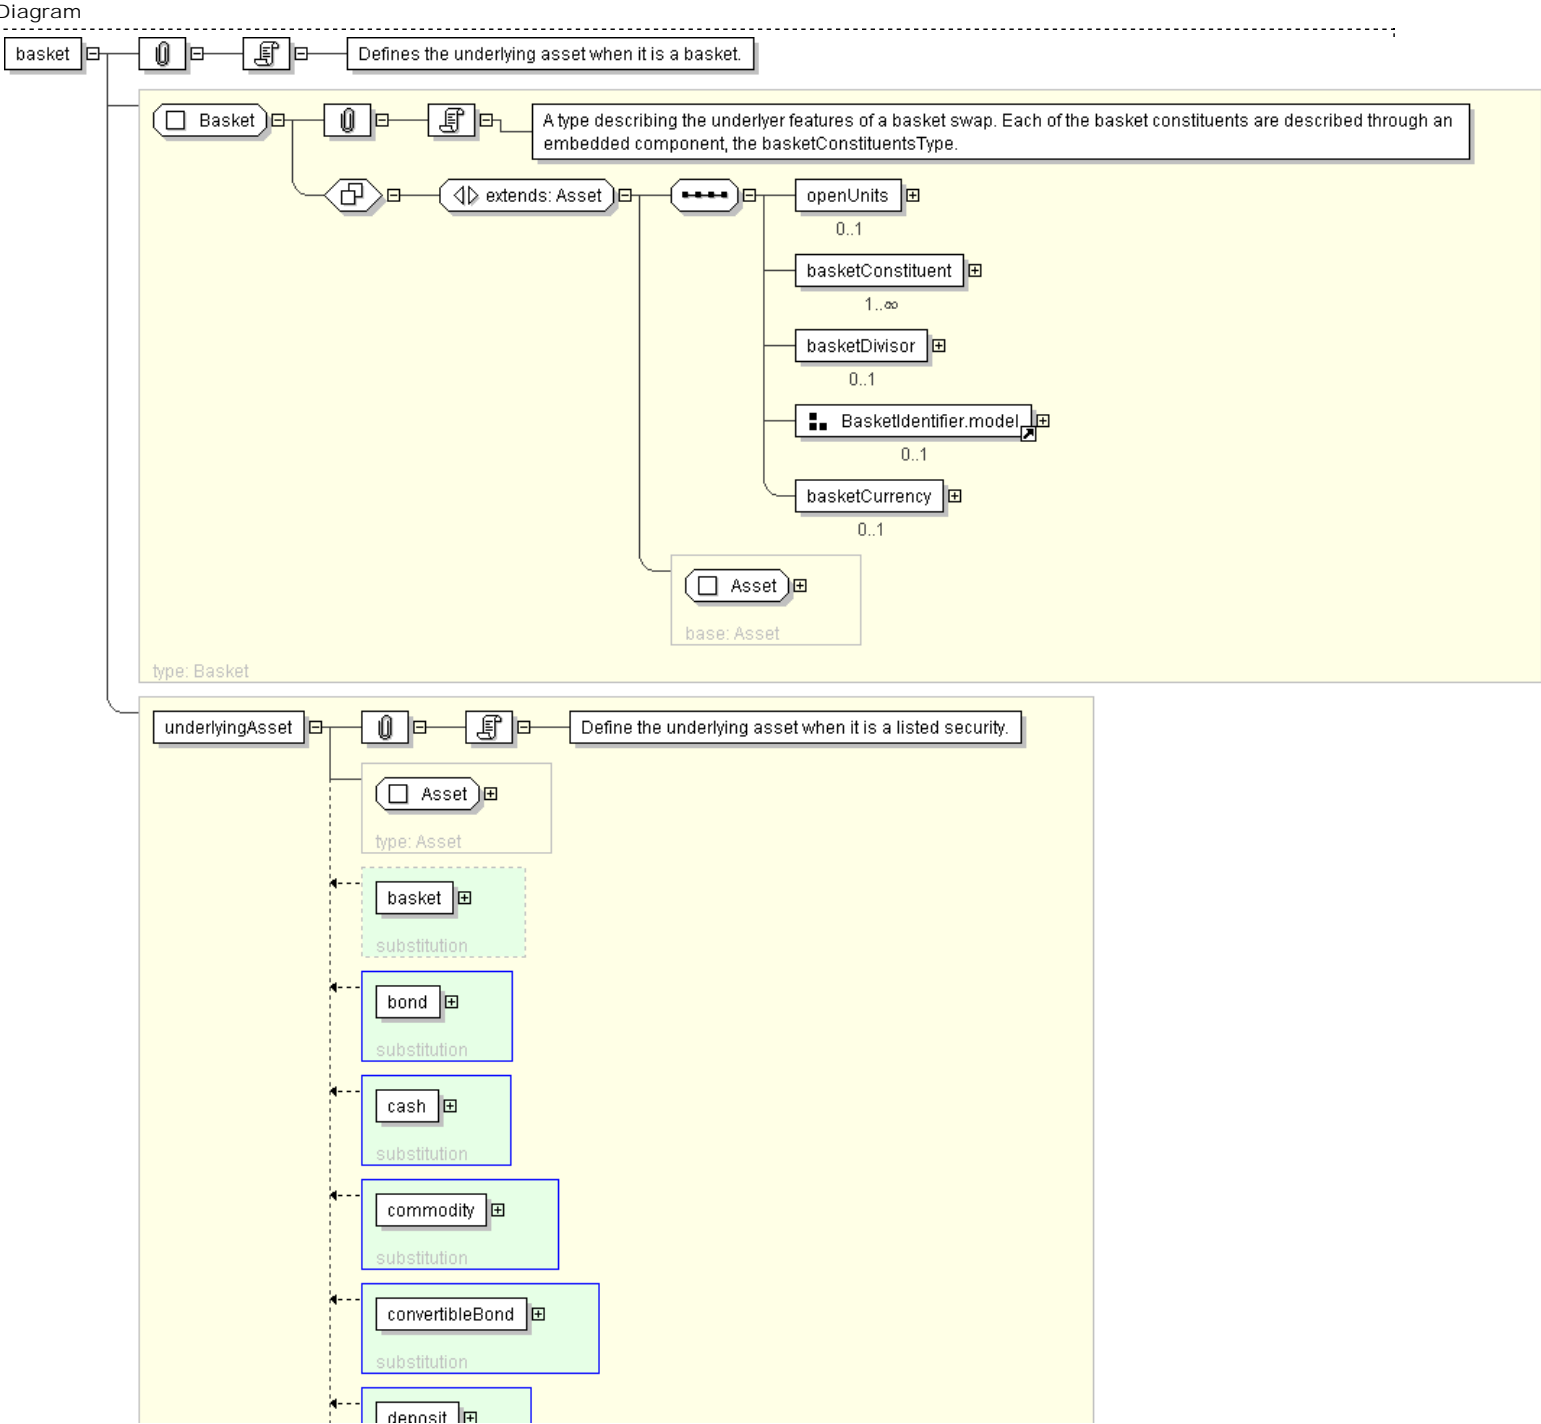 Diagram
basket
Defines the underlying asset when it is a basket.
Basket
A type describing the underlyer features of a basket swap. Each of the basket constituents are described through an
embedded component, the basketConstituentsType.
extends: Asset
openUnits
0..1
basketConstituent
1..∞
basketDivisor
0..1
BasketIdentifier.model
0..1
basketCurrency
0..1
Asset
base: Asset
type: Basket
underlyingAsset
Define the underlying asset when it is a listed security.
Asset
type: Asset
basket
substitution
bond
substitution
cash
substitution
commodity
substitution
convertibleBond
substitution
deposit